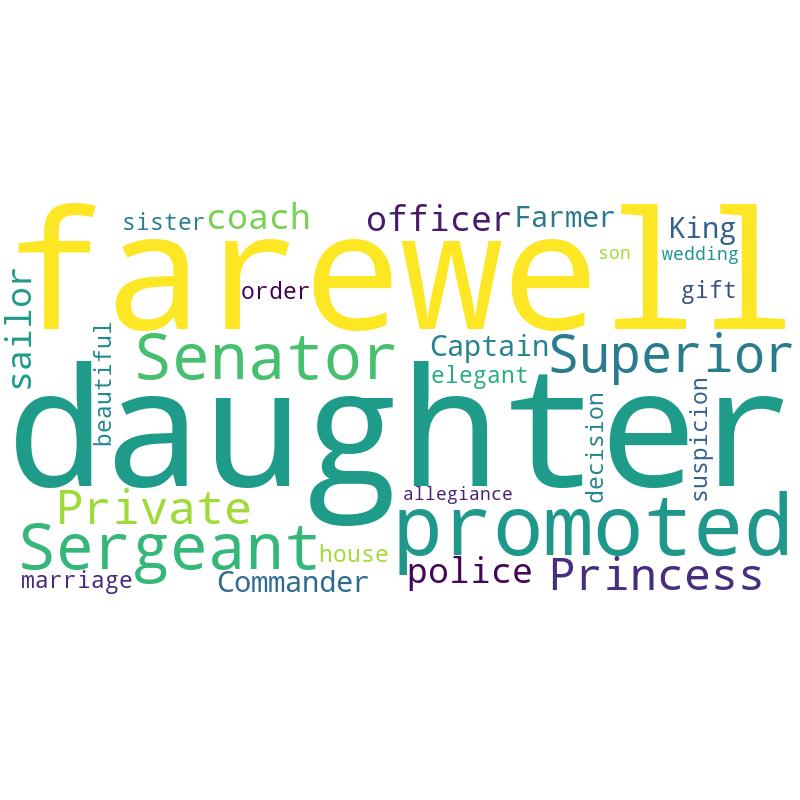 sister coach officer Farmer King
farewell
son wedding
order gift
sailor
beautiful
Senator Captain Superior
elegant
daughter
decision
suspicion
Private allegiance
Sergeant promoted
house
marriage Commander police Princess